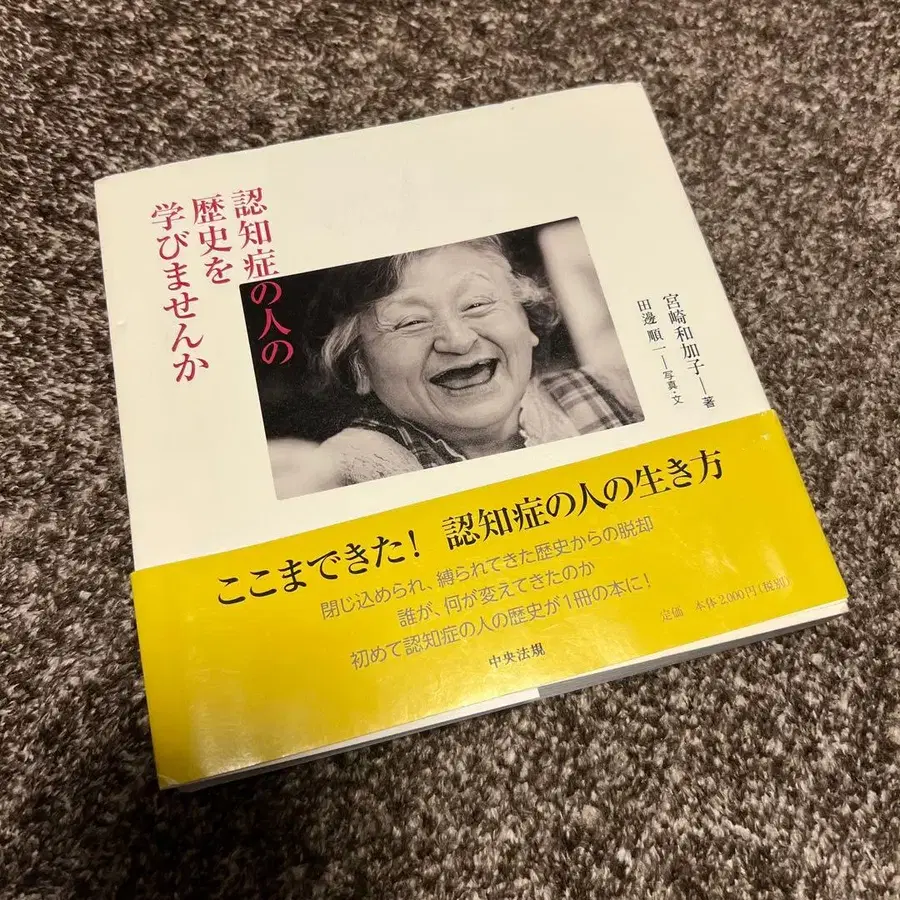 認知症の人の
歴史を
学びませんか
宮崎和加子―著
田邊順一―写真・文
ここまできた！ 認知症の人の生き方
閉じ込められ、縛られてきた歴史からの脱却
誰が、何が変えてきたのか
初めて認知症の人の歴史が1冊の本に！
定価 本体2,000円（税別）
中央法規